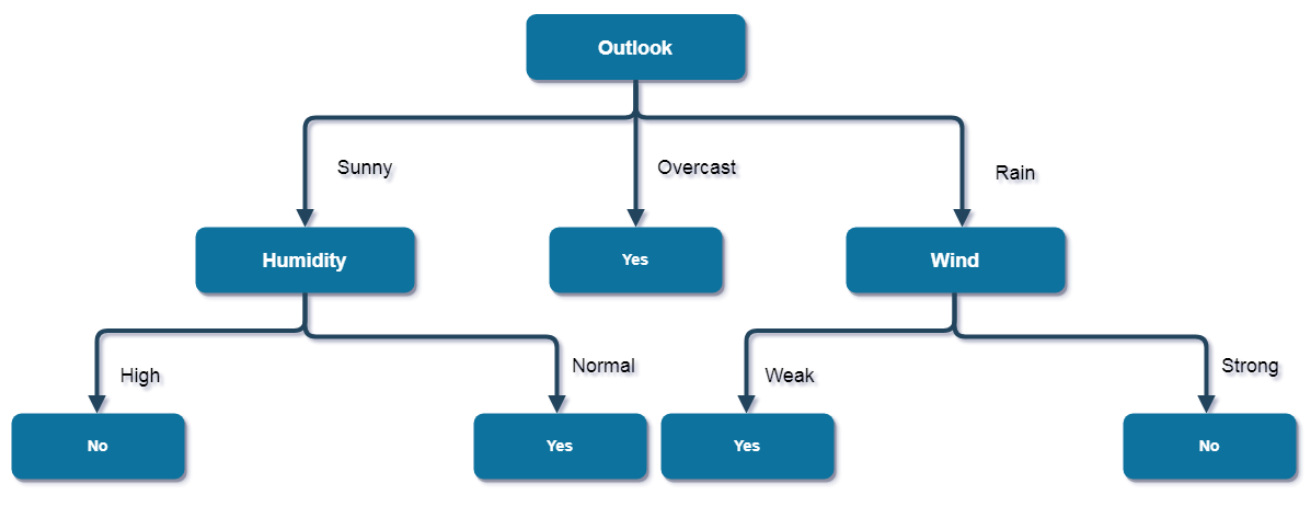 Outlook
Sunny
Overcast
Rain
Humidity
Yes
Wind
High
Normal
Weak
Strong
No
Yes
Yes
No